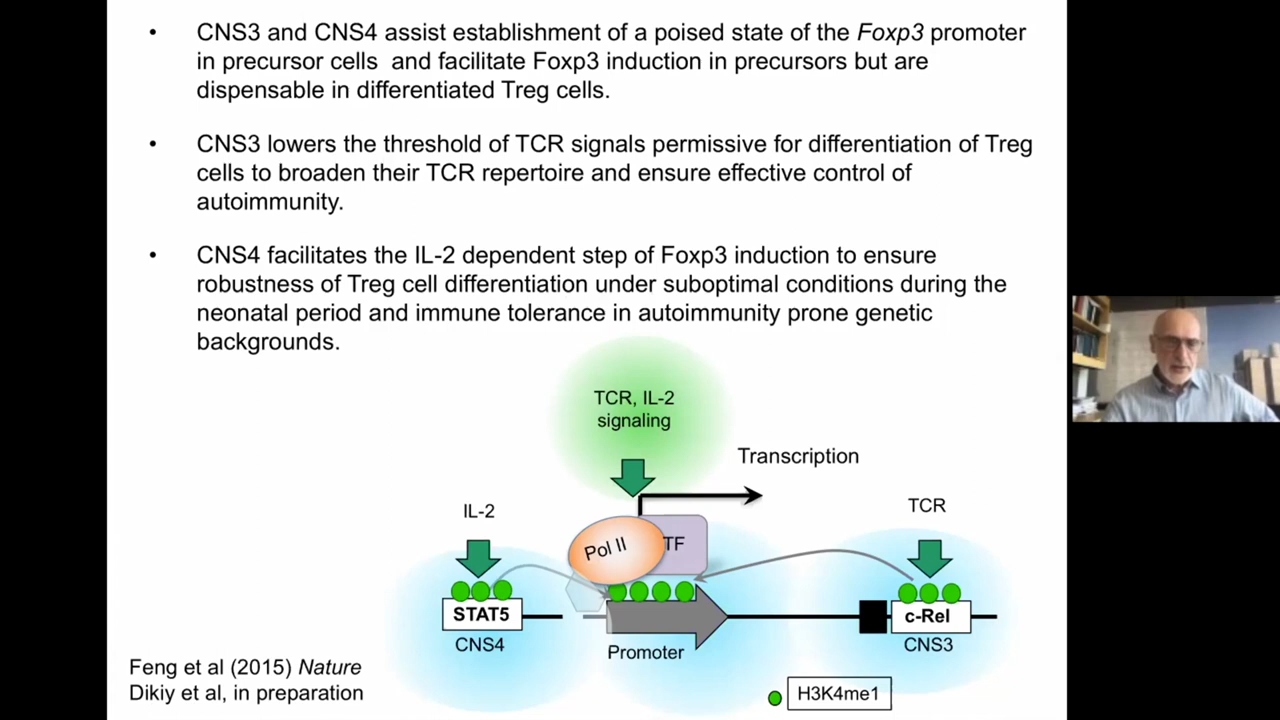 • CNS3 and CNS4 assist establishment of a poised state of the Foxp3 promoter
in precursor cells and facilitate Foxp3 induction in precursors but are
dispensable in differentiated Treg cells.
• CNS3 lowers the threshold of TCR signals permissive for differentiation of Treg
cells to broaden their TCR repertoire and ensure effective control of
autoimmunity.
• CNS4 facilitates the IL-2 dependent step of Foxp3 induction to ensure
robustness of Treg cell differentiation under suboptimal conditions during the
neonatal period and immune tolerance in autoimmunity prone genetic
backgrounds.
TCR, IL-2
signaling
Transcription
IL-2
TCR
Pol II
TF
STAT5
c-Rel
CNS4
Promoter
CNS3
Feng et al (2015) Nature
Dikiy et al, in preparation
H3K4me1